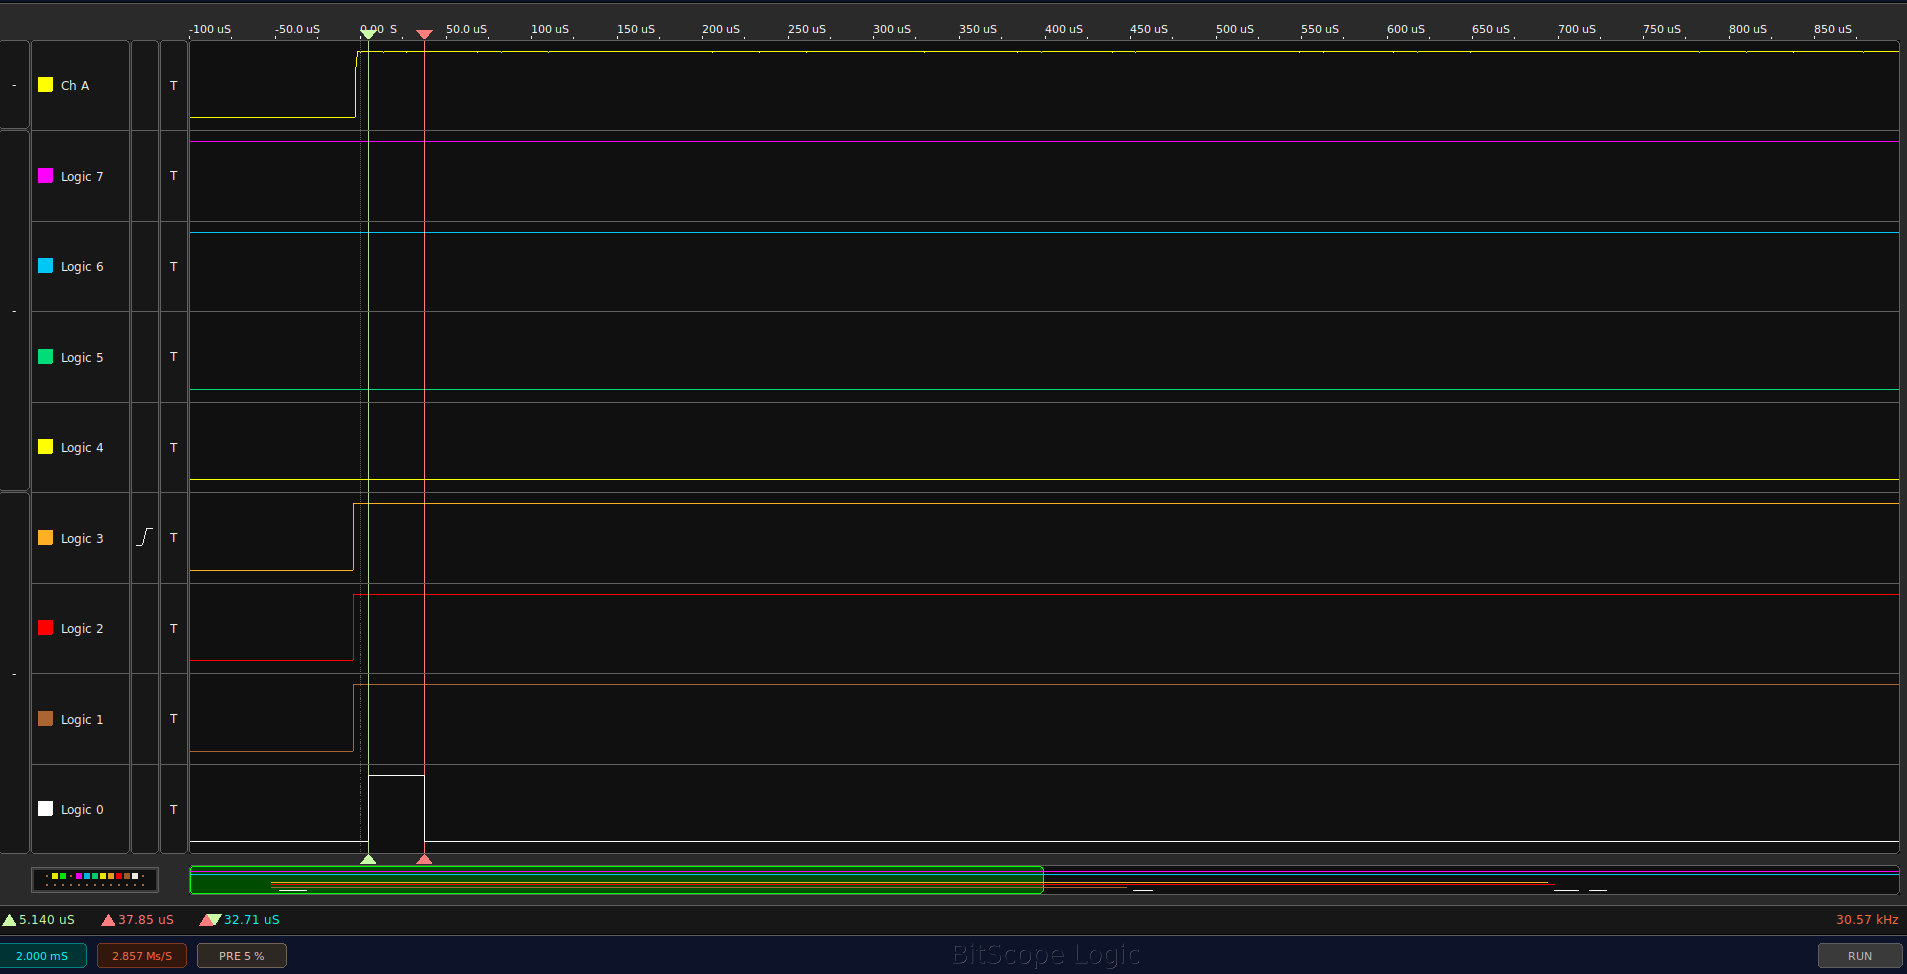 -100 uS -50.0 uS 0.00 S 50.0 uS 100 uS 150 uS 200 uS 250 uS 300 uS 350 uS 400 uS 450 uS 500 uS 550 uS 600 uS 650 uS 700 uS 750 uS 800 uS 850 uS
- Ch A T
Logic 7 T
Logic 6 T
-
Logic 5 T
Logic 4 T
Logic 3 T
Logic 2 T
-
Logic 1 T
Logic 0 T
5.140 uS 37.85 uS 32.71 uS 30.57 kHz
2.000 mS 2.857 Ms/S PRE 5 % BitScope Logic RUN